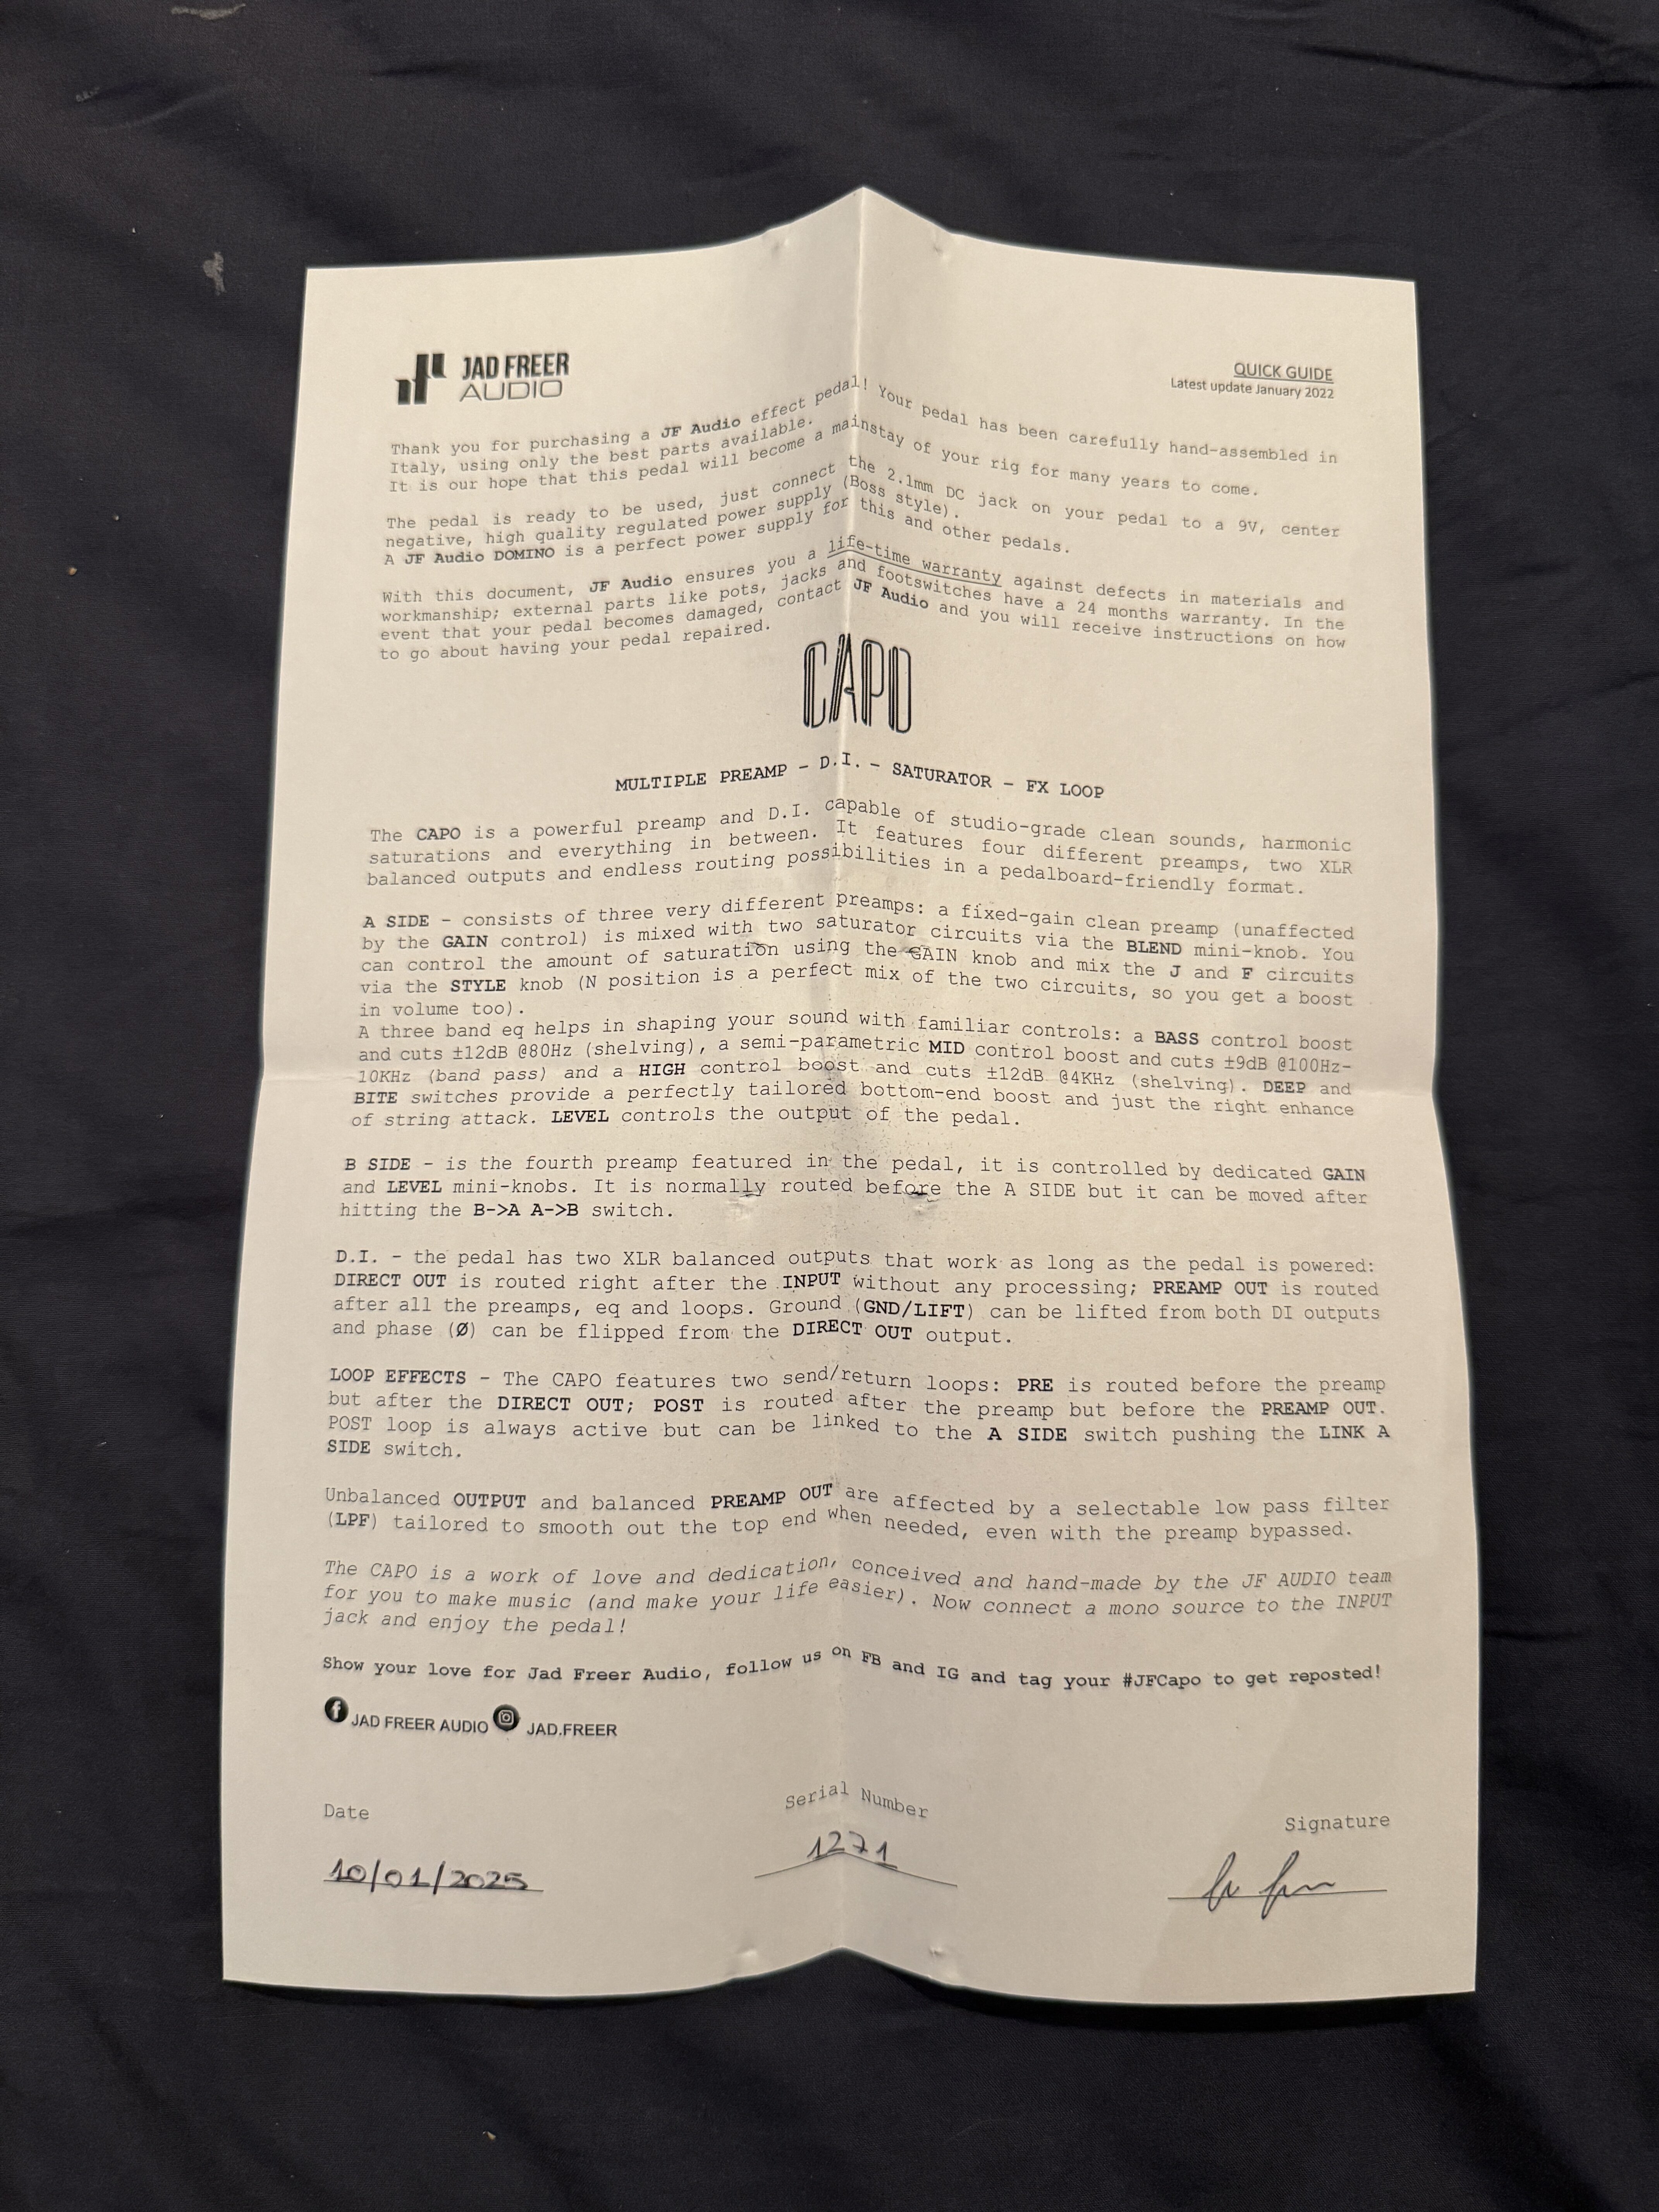 JAD FREER
AUDIO
QUICK GUIDE
Latest update January 2022
Thank you for purchasing a JF Audio effect pedal! Your pedal has been carefully hand-assembled in
Italy, using only the best parts available.
It is our hope that this pedal will become a mainstay of your rig for many years to come.
The pedal is ready to be used, just connect the 2.1mm DC jack on your pedal to a 9V, center
negative, high quality regulated power supply (Boss style).
A JF Audio DOMINO is a perfect power supply for this and other pedals.
With this document, JF Audio ensures you a life-time warranty against defects in materials and
workmanship; external parts like pots, jacks and footswitches have a 24 months warranty. In the
event that your pedal becomes damaged, contact JF Audio and you will receive instructions on how
to go about having your pedal repaired.
CAPO
MULTIPLE PREAMP - D.I. - SATURATOR - FX LOOP
The CAPO is a powerful preamp and D.I. capable of studio-grade clean sounds, harmonic
saturations and everything in between. It features four different preamps, two XLR
balanced outputs and endless routing possibilities in a pedalboard-friendly format.
A SIDE - consists of three very different preamps: a fixed-gain clean preamp (unaffected
by the GAIN control) is mixed with two saturator circuits via the BLEND mini-knob. You
can control the amount of saturation using the GAIN knob and mix the J and F circuits
via the STYLE knob (N position is a perfect mix of the two circuits, so you get a boost
in volume too).
A three band eq helps in shaping your sound with familiar controls: a BASS control boost
and cuts ±12dB @80Hz (shelving), a semi-parametric MID control boost and cuts ±9dB @100Hz-
10KHz (band pass) and a HIGH control boost and cuts ±12dB @4KHz (shelving). DEEP and
BITE switches provide a perfectly tailored bottom-end boost and just the right enhance
of string attack. LEVEL controls the output of the pedal.
B SIDE - is the fourth preamp featured in the pedal, it is controlled by dedicated GAIN
and LEVEL mini-knobs. It is normally routed before the A SIDE but it can be moved after
hitting the B->A A->B switch.
D.I. - the pedal has two XLR balanced outputs that work as long as the pedal is powered:
DIRECT OUT is routed right after the INPUT without any processing; PREAMP OUT is routed
after all the preamps, eq and loops. Ground (GND/LIFT) can be lifted from both DI outputs
and phase (Ø) can be flipped from the DIRECT OUT output.
LOOP EFFECTS - The CAPO features two send/return loops: PRE is routed before the preamp
but after the DIRECT OUT; POST is routed after the preamp but before the PREAMP OUT.
POST loop is always active but can be linked to the A SIDE switch pushing the LINK A
SIDE switch.
Unbalanced OUTPUT and balanced PREAMP OUT are affected by a selectable low pass filter
(LPF) tailored to smooth out the top end when needed, even with the preamp bypassed.
The CAPO is a work of love and dedication, conceived and hand-made by the JF AUDIO team
for you to make music (and make your life easier). Now connect a mono source to the INPUT
jack and enjoy the pedal!
Show your love for Jad Freer Audio, follow us on FB and IG and tag your #JFCapo to get reposted!
JAD FREER AUDIO JAD.FREER
Date
Serial Number
Signature
10/01/2025
1271